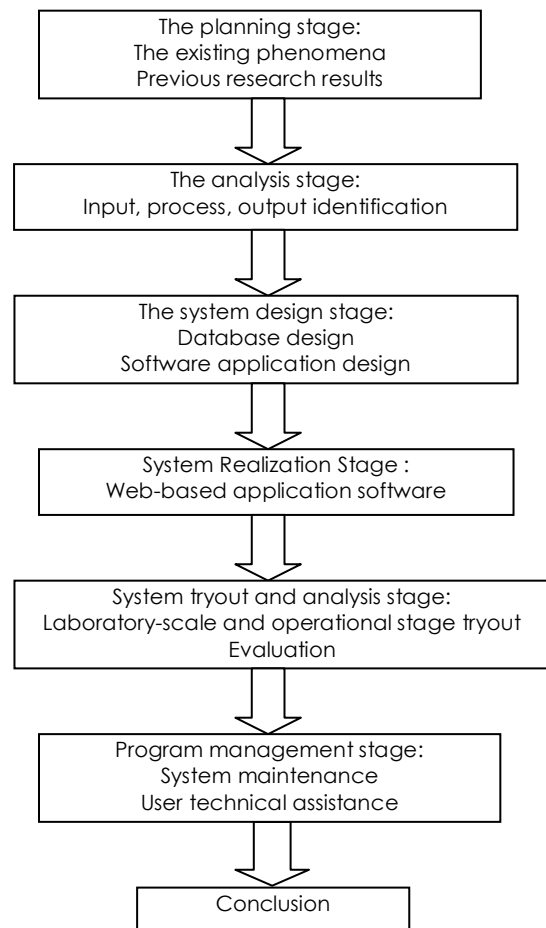 The planning stage:
The existing phenomena
Previous research results
The analysis stage:
Input, process, output identification
The system design stage:
Database design
Software application design
System Realization Stage :
Web-based application software
System tryout and analysis stage:
Laboratory-scale and operational stage tryout
Evaluation
Program management stage:
System maintenance
User technical assistance
Conclusion